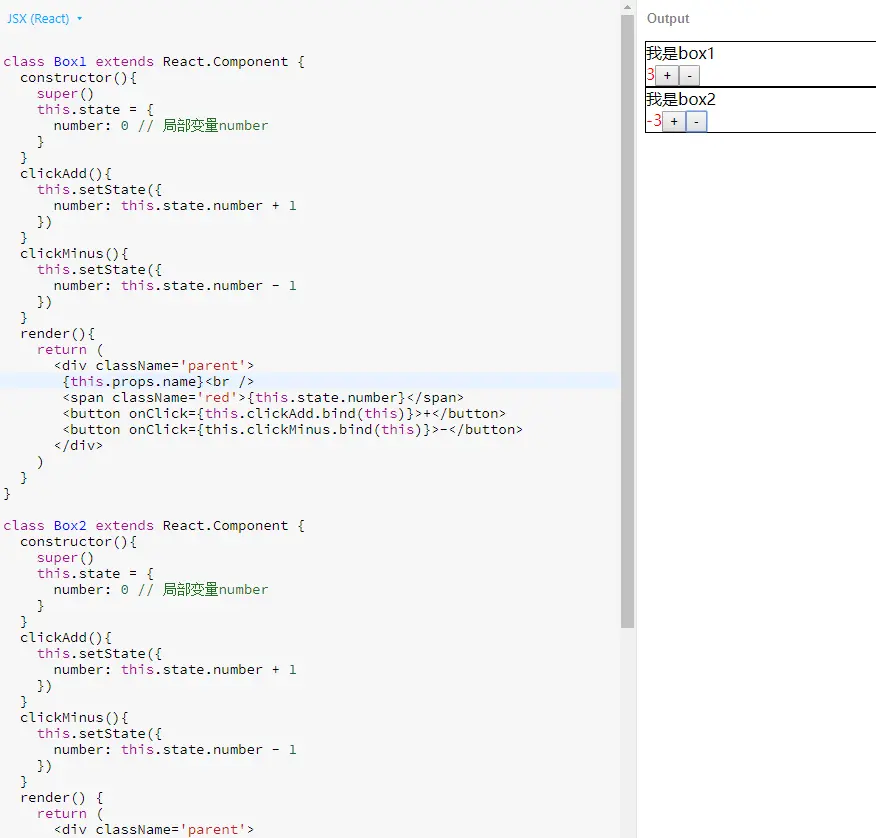 JSX (React)
class Box1 extends React.Component {
  constructor(){
    super()
    this.state = {
      number: 0 // 局部变量number
    }
  }
  clickAdd(){
    this.setState({
      number: this.state.number + 1
    })
  }
  clickMinus(){
    this.setState({
      number: this.state.number - 1
    })
  }
  render(){
    return (
      <div className='parent'>
       {this.props.name}<br />
       <span className='red'>{this.state.number}</span>
       <button onClick={this.clickAdd.bind(this)}>+</button>
       <button onClick={this.clickMinus.bind(this)}>-</button>
      </div>
    )
  }
}
class Box2 extends React.Component {
  constructor(){
    super()
    this.state = {
      number: 0 // 局部变量number
    }
  }
  clickAdd(){
    this.setState({
      number: this.state.number + 1
    })
  }
  clickMinus(){
    this.setState({
      number: this.state.number - 1
    })
  }
  render() {
    return (
      <div className='parent'>
Output
我是box1
3 + -
我是box2
-3 + -